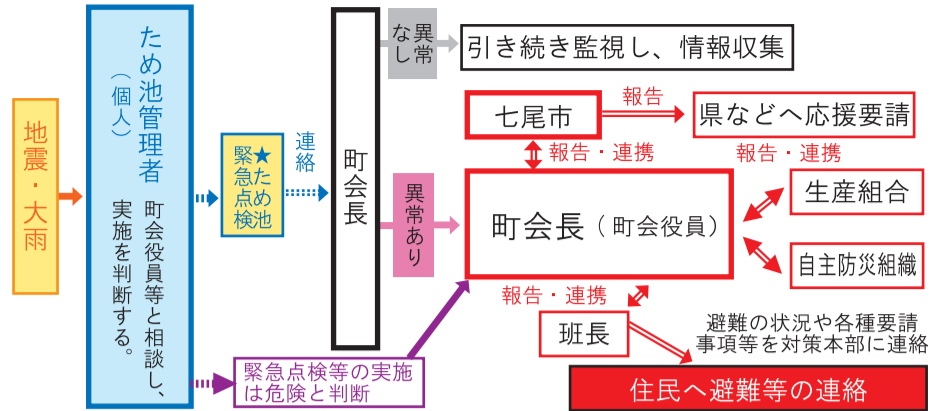 地震・大雨
ため池管理者
（個人）
町会役員等と相談し、
実施を判断する。
★ため池
緊急点検
連絡
町会長
異常
なし
引き続き監視し、情報収集
異常あり
七尾市
報告
県などへ応援要請
報告・連携
報告・連携
町会長（町会役員）
生産組合
自主防災組織
報告・連携
班長
避難の状況や各種要請
事項等を対策本部に連絡
住民へ避難等の連絡
緊急点検等の実施
は危険と判断